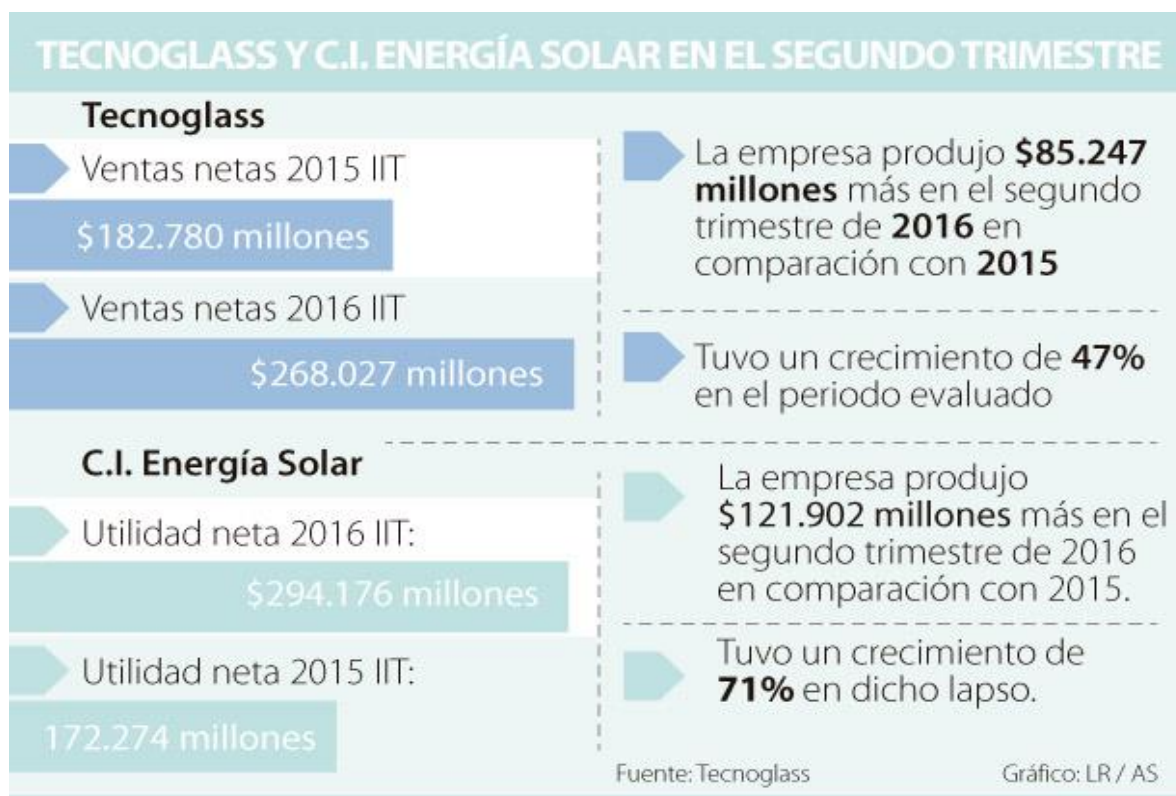 TECNOGLASS Y C.I. ENERGÍA SOLAR EN EL SEGUNDO TRIMESTRE
Tecnoglass
Ventas netas 2015 IIT
$182.780 millones
Ventas netas 2016 IIT
$268.027 millones
La empresa produjo $85.247
millones más en el segundo
trimestre de 2016 en
comparación con 2015
Tuvo un crecimiento de 47%
en el periodo evaluado
C.I. Energía Solar
Utilidad neta 2016 IIT:
$294.176 millones
Utilidad neta 2015 IIT:
172.274 millones
La empresa produjo
$121.902 millones más en el
segundo trimestre de 2016
en comparación con 2015.
Tuvo un crecimiento de
71% en dicho lapso.
Fuente: Tecnoglass
Gráfico: LR / AS